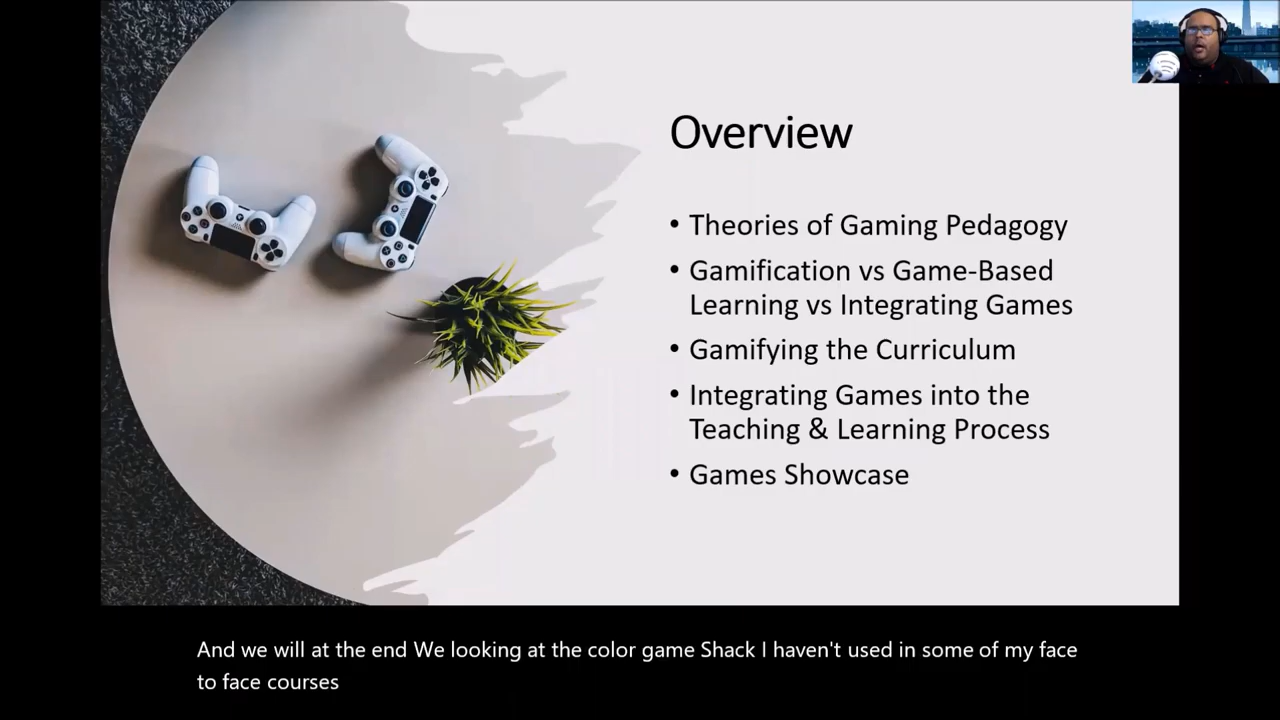 Overview
• Theories of Gaming Pedagogy
• Gamification vs Game-Based
Learning vs Integrating Games
• Gamifying the Curriculum
• Integrating Games into the
Teaching & Learning Process
• Games Showcase
And we will at the end We looking at the color game Shack I haven't used in some of my face
to face courses